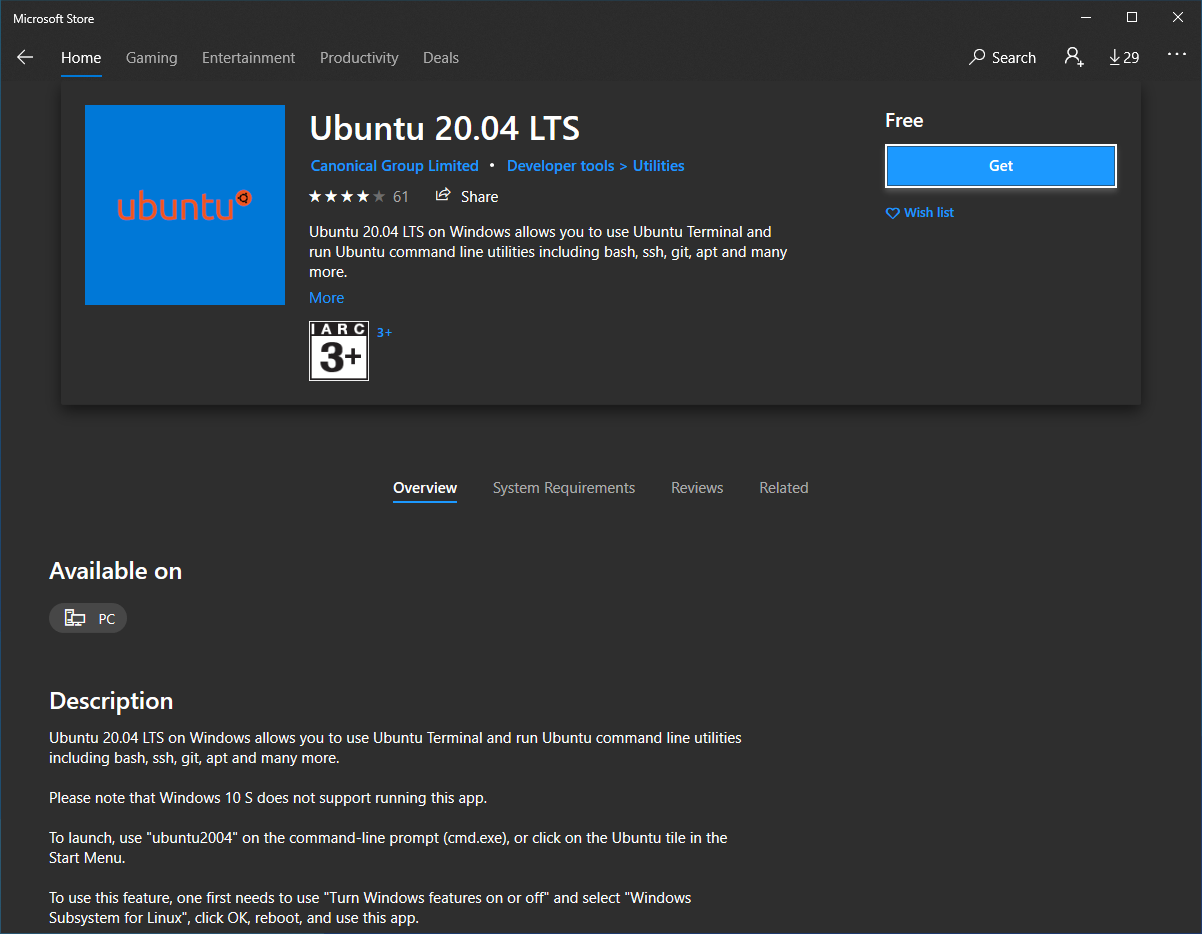 Microsoft Store
Home Gaming Entertainment Productivity Deals Search 29
ubuntu
Ubuntu 20.04 LTS
Canonical Group Limited • Developer tools > Utilities
61 Share
Ubuntu 20.04 LTS on Windows allows you to use Ubuntu Terminal and
run Ubuntu command line utilities including bash, ssh, git, apt and many
more.
More
IARC
3+
3+
Free
Get
Wish list
Overview System Requirements Reviews Related
Available on
PC
Description
Ubuntu 20.04 LTS on Windows allows you to use Ubuntu Terminal and run Ubuntu command line utilities
including bash, ssh, git, apt and many more.
Please note that Windows 10 S does not support running this app.
To launch, use "ubuntu2004" on the command-line prompt (cmd.exe), or click on the Ubuntu tile in the
Start Menu.
To use this feature, one first needs to use "Turn Windows features on or off" and select "Windows
Subsystem for Linux", click OK, reboot, and use this app.